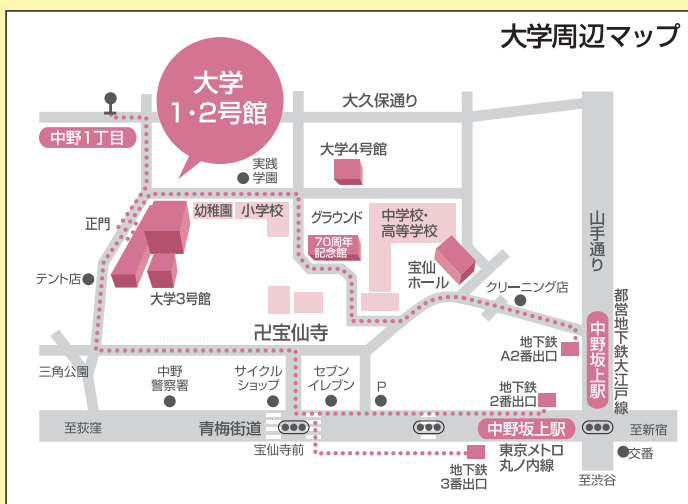 大学周辺マップ
大学
1・2号館
大久保通り
中野1丁目
大学4号館
実践
学園
幼稚園
小学校
グラウンド
中学校・
高等学校
70周年
記念館
宝仙
ホール
正門
テント店
大学3号館
山手通り
クリーニング店
都営地下鉄大江戸線
中野坂上駅
地下鉄
A2番出口
卍宝仙寺
三角公園
中野
警察署
サイクル
ショップ
セブン
イレブン
P
地下鉄
2番出口
至荻窪
青梅街道
宝仙寺前
中野坂上駅
東京メトロ
丸ノ内線
至新宿
交番
地下鉄
3番出口
至渋谷